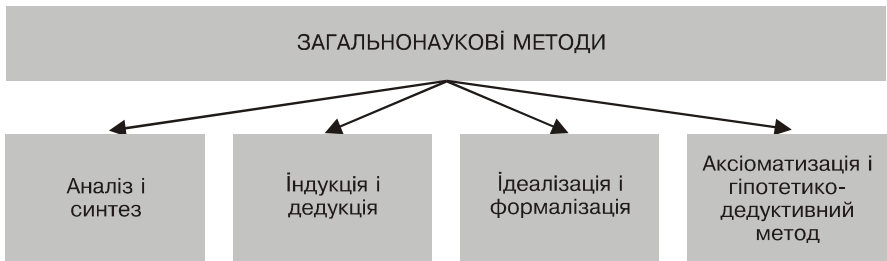 ЗАГАЛЬНОНАУКОВІ МЕТОДИ
Аналіз і
синтез
Індукція і
дедукція
Ідеалізація і
формалізація
Аксіоматизація і
гіпотетико-
дедуктивний
метод